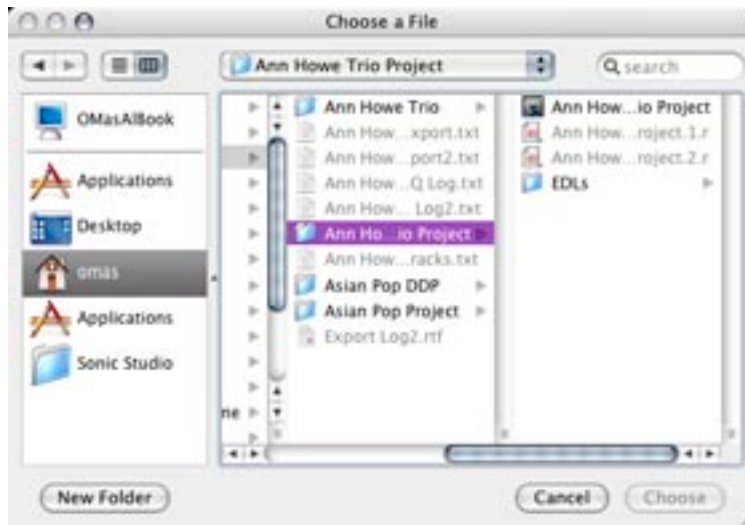 Choose a File
Ann Howe Trio Project
search
OMasAlBook
Applications
Desktop
omas
Applications
Sonic Studio
ne
Ann Howe Trio
Ann How...xport.txt
Ann How...port2.txt
Ann How...Q Log.txt
Ann How... Log2.txt
Ann Ho...io Project
Ann How...racks.txt
Asian Pop DDP
Asian Pop Project
Export Log2.rtf
Ann How...io Project
Ann How...roject.1.r
Ann How...roject.2.r
EDLs
New Folder
Cancel
Choose